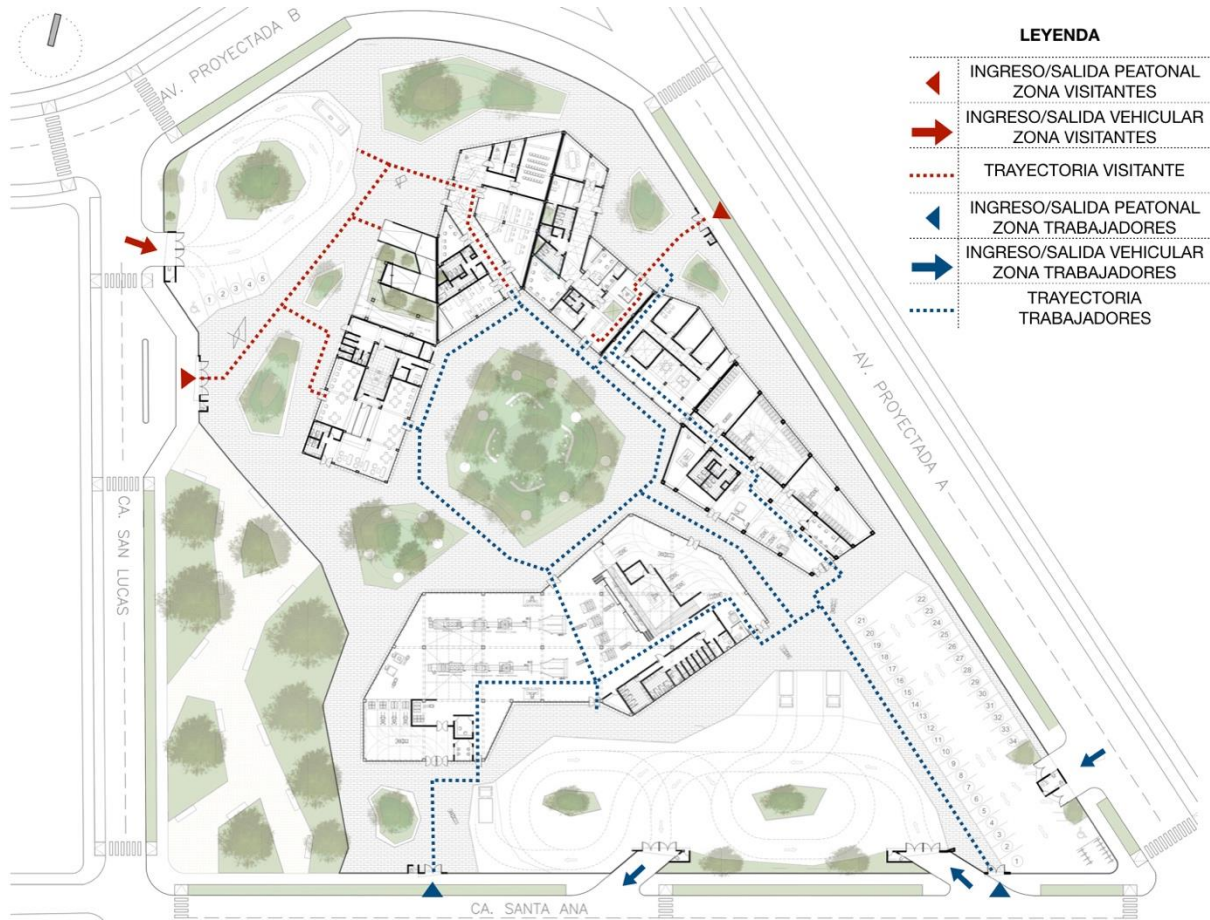 LEYENDA
INGRESO/SALIDA PEATONAL
ZONA VISITANTES
INGRESO/SALIDA VEHICULAR
ZONA VISITANTES
TRAYECTORIA VISITANTE
INGRESO/SALIDA PEATONAL
ZONA TRABAJADORES
INGRESO/SALIDA VEHICULAR
ZONA TRABAJADORES
TRAYECTORIA
TRABAJADORES
AV. PROYECTADA B
AV. PROYECTADA A
CA. SAN LUCAS
CA. SANTA ANA
1 2 3 4 5
22
21
23
20
24
19
25
18
26
17
27
16
28
15
29
14
30
13
31
12
32
11
33
10
34
9
8
7
6
5
4
3
2
1